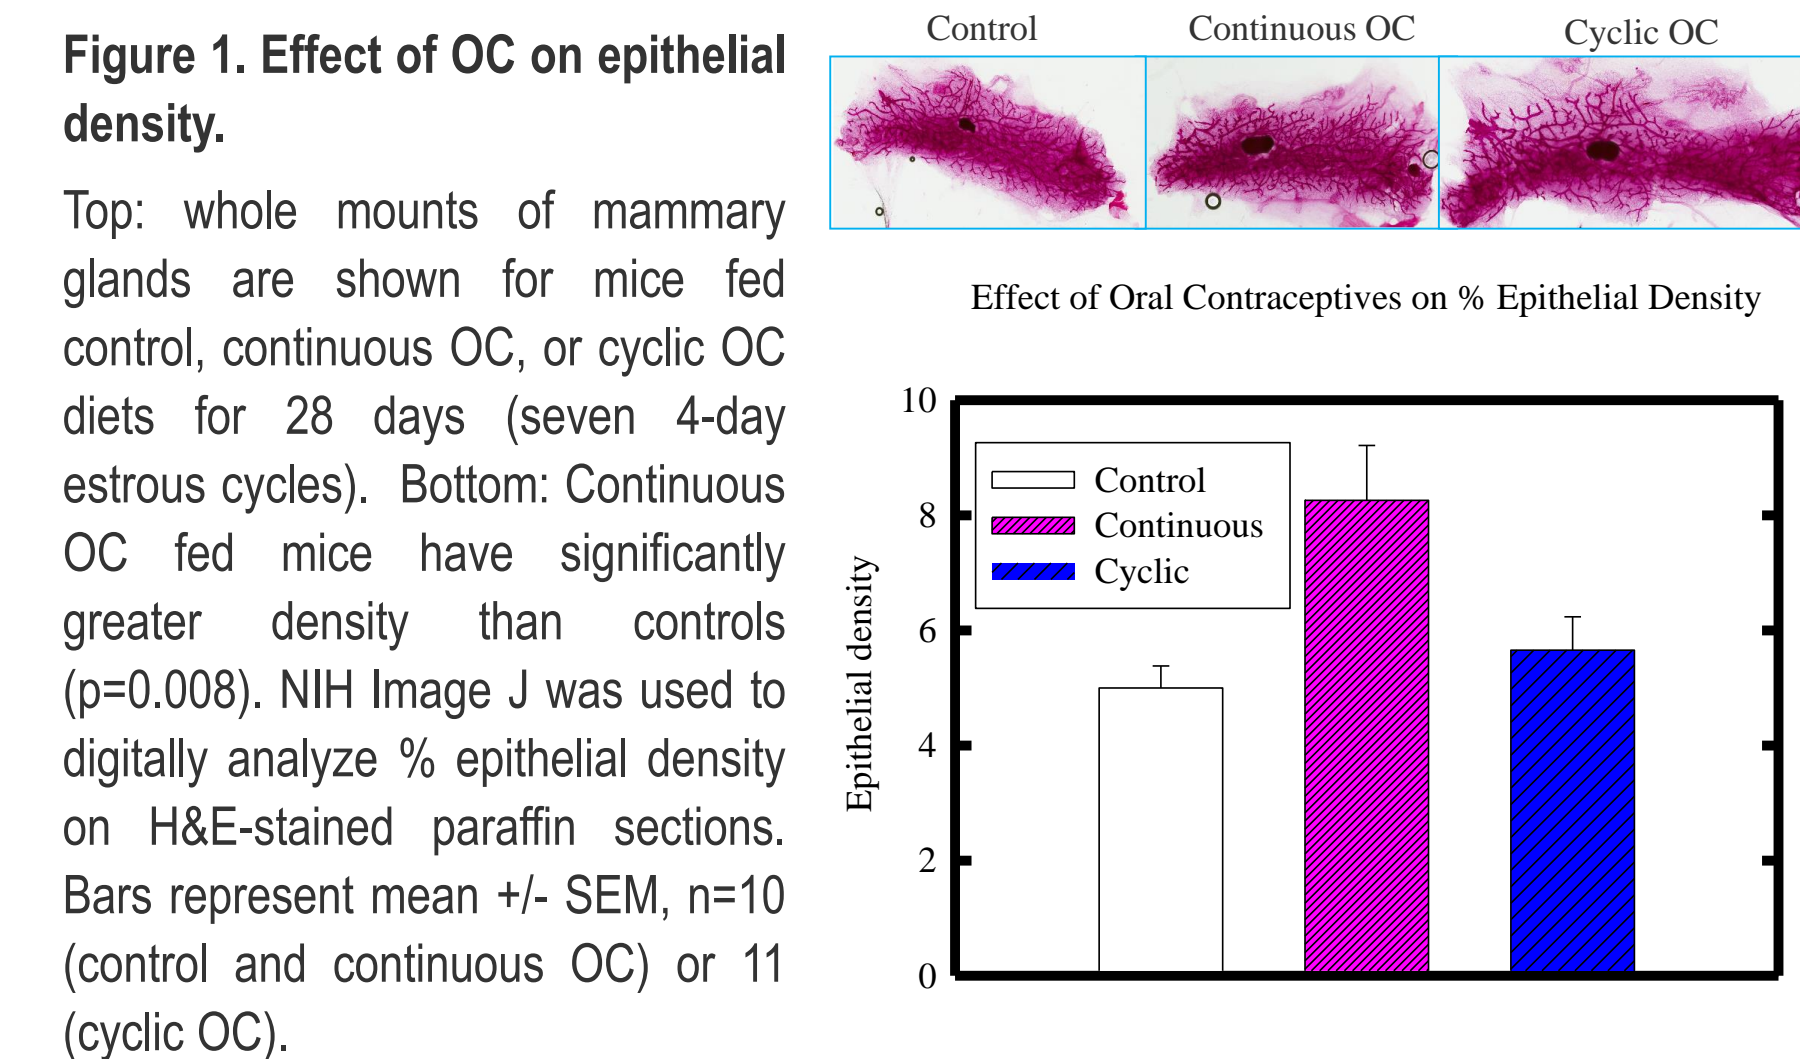 Figure 1. Effect of OC on epithelial
density.
Top: whole mounts of mammary
glands are shown for mice fed
control, continuous OC, or cyclic OC
diets for 28 days (seven 4-day
estrous cycles). Bottom: Continuous
OC fed mice have significantly
greater density than controls
(p=0.008). NIH Image J was used to
digitally analyze % epithelial density
on H&E-stained paraffin sections.
Bars represent mean +/- SEM, n=10
(control and continuous OC) or 11
(cyclic OC).
Control Continuous OC Cyclic OC
Effect of Oral Contraceptives on % Epithelial Density
Epithelial density
10
8
6
4
2
0
Control
Continuous
Cyclic